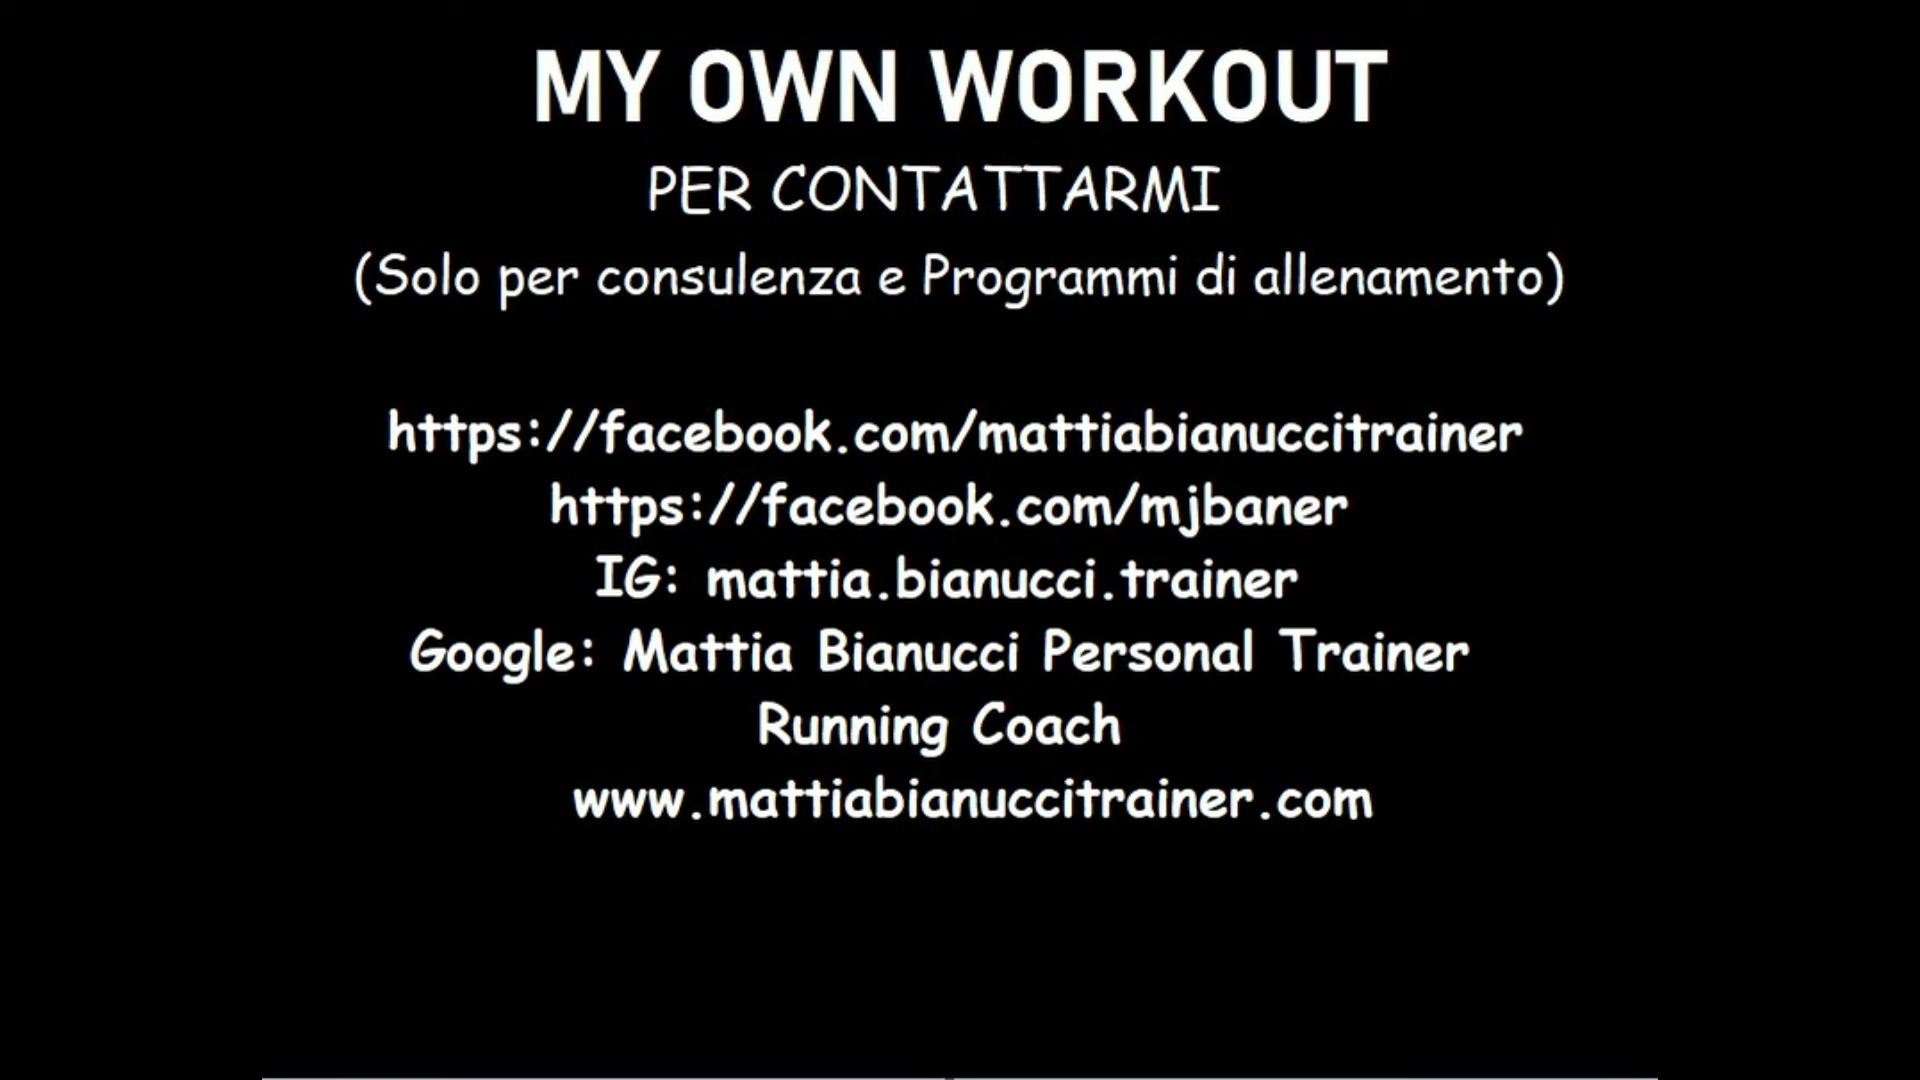 MY OWN WORKOUT
PER CONTATTARMI
(Solo per consulenza e Programmi di allenamento)
https://facebook.com/mattiabianuccitrainer
https://facebook.com/mjbaner
IG: mattia.bianucci.trainer
Google: Mattia Bianucci Personal Trainer
Running Coach
www.mattiabianuccitrainer.com